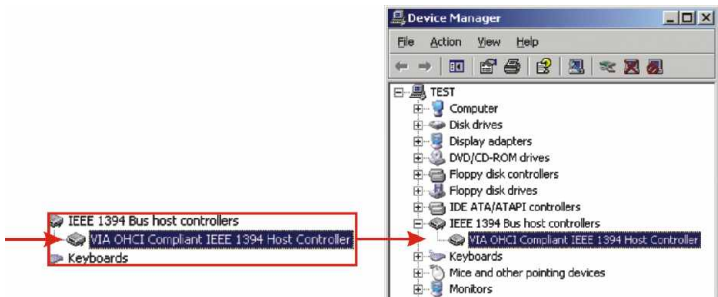 Device Manager
File Action View Help
TEST
Computer
Disk drives
Display adapters
DVD/CD-ROM drives
Floppy disk controllers
Floppy disk drives
IDE ATA/ATAPI controllers
IEEE 1394 Bus host controllers
VIA OHCI Compliant IEEE 1394 Host Controller
Keyboards
Mice and other pointing devices
Monitors
IEEE 1394 Bus host controllers
VIA OHCI Compliant IEEE 1394 Host Controller
Keyboards